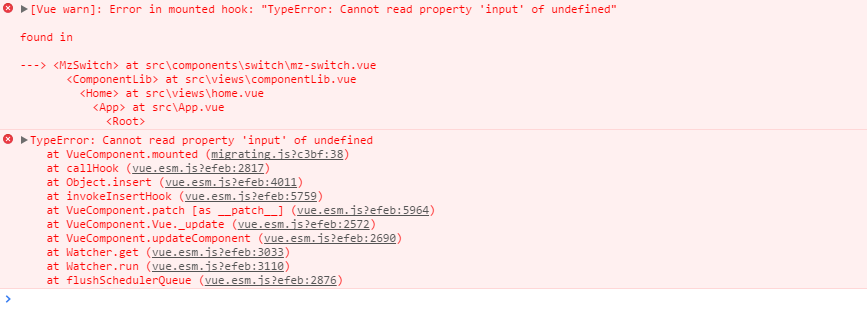 [Vue warn]: Error in mounted hook: "TypeError: Cannot read property 'input' of undefined"
found in
---> <MzSwitch> at src\components\switch\mz-switch.vue
<ComponentLib> at src\views\componentLib.vue
<Home> at src\views\home.vue
<App> at src\App.vue
<Root>
TypeError: Cannot read property 'input' of undefined
at VueComponent.mounted (migrating.js?c3bf:38)
at callHook (vue.esm.js?efeb:2817)
at Object.insert (vue.esm.js?efeb:4011)
at invokeInsertHook (vue.esm.js?efeb:5759)
at VueComponent.patch [as __patch__] (vue.esm.js?efeb:5964)
at VueComponent.Vue._update (vue.esm.js?efeb:2572)
at VueComponent.updateComponent (vue.esm.js?efeb:2690)
at Watcher.get (vue.esm.js?efeb:3033)
at Watcher.run (vue.esm.js?efeb:3110)
at flushSchedulerQueue (vue.esm.js?efeb:2876)